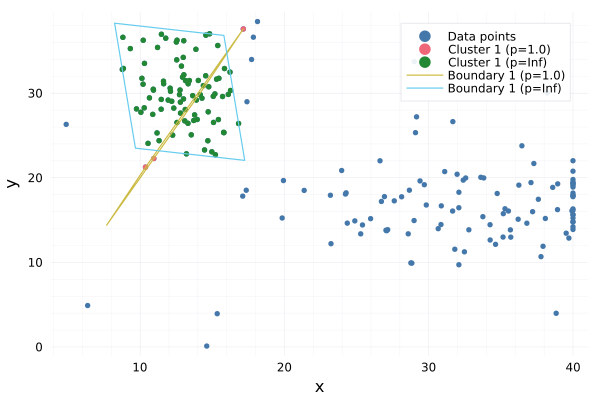 Data points
Cluster 1 (p=1.0)
Cluster 1 (p=Inf)
Boundary 1 (p=1.0)
Boundary 1 (p=Inf)
30
20
10
0
y
10
20
30
40
x